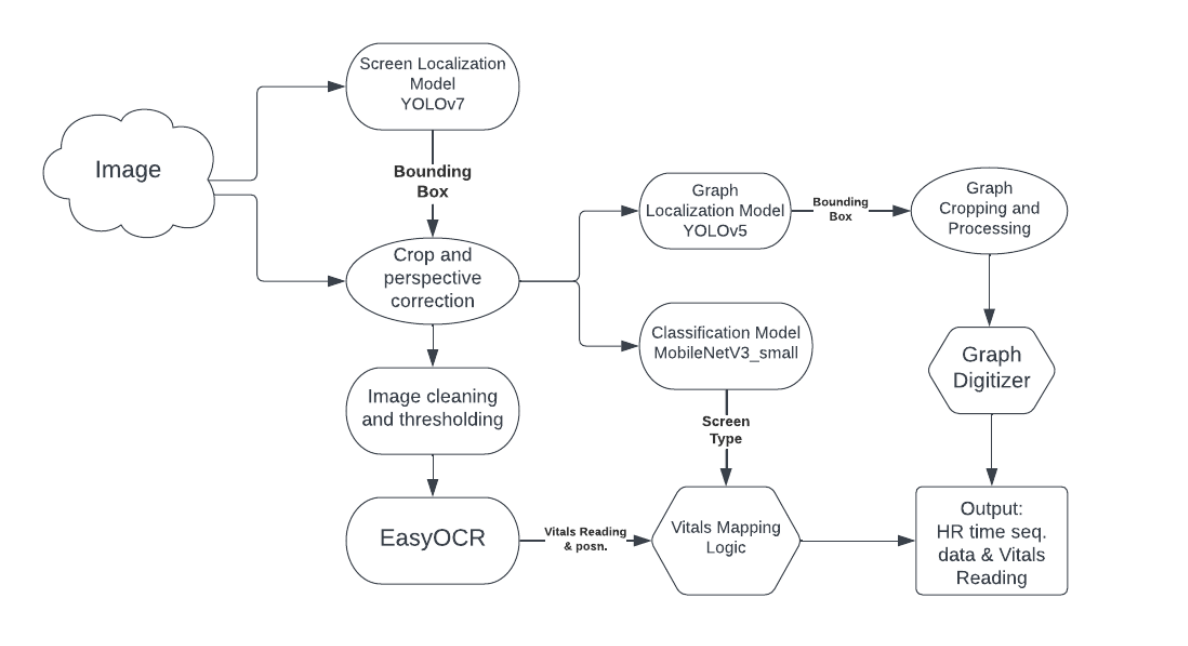 Image
Screen Localization
Model
YOLOv7
Bounding
Box
Crop and
perspective
correction
Image cleaning
and thresholding
EasyOCR
Vitals Reading
& posn.
Graph
Localization Model
YOLOv5
Bounding
Box
Graph
Cropping and
Processing
Classification Model
MobileNetV3_small
Screen
Type
Vitals Mapping
Logic
Graph
Digitizer
Output:
HR time seq.
data & Vitals
Reading